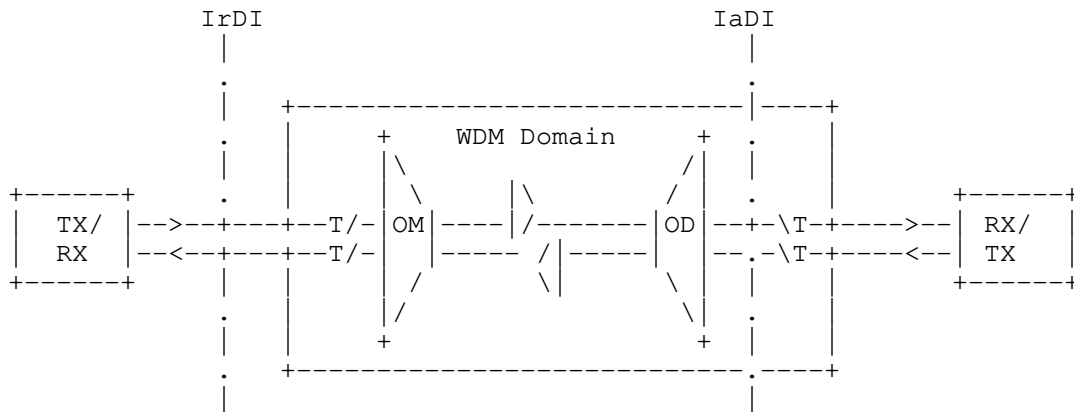 IrDI IaDI
WDM Domain
TX/ T/ OM OD \T RX/
RX T/ \T TX